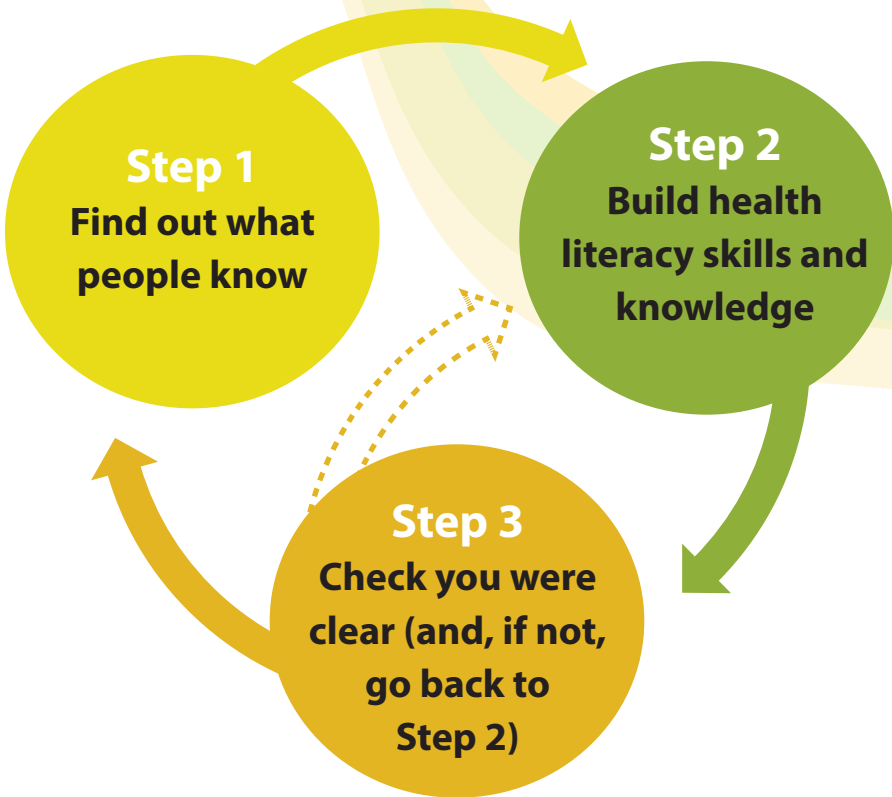 Step 1
Find out what
people know
Step 2
Build health
literacy skills and
knowledge
Step 3
Check you were
clear (and, if not,
go back to
Step 2)